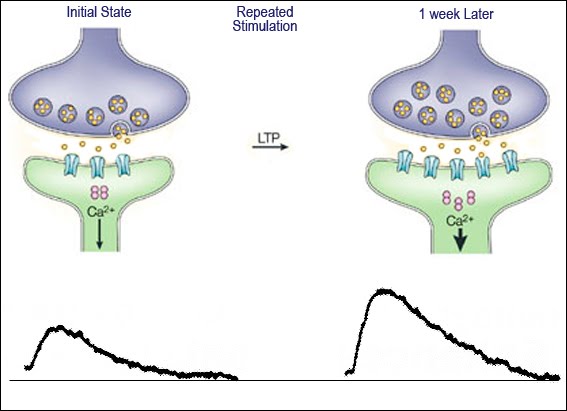 Initial State
Repeated
Stimulation
1 week Later
LTP
Ca²⁺
Ca²⁺